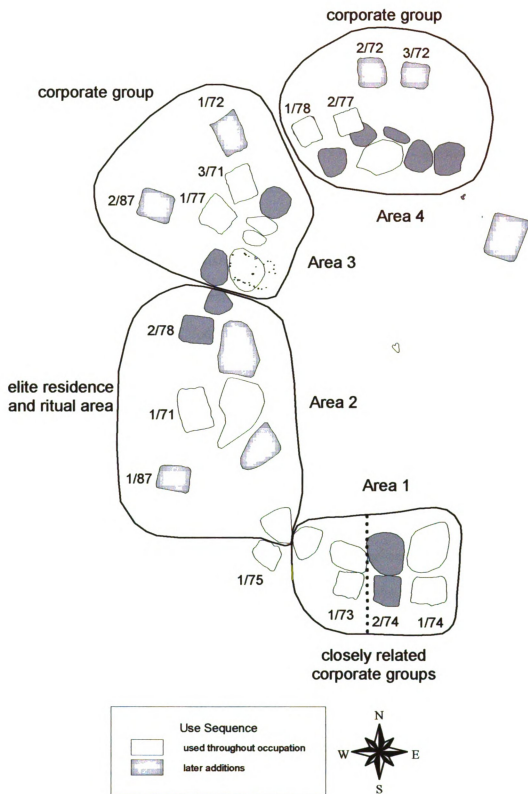 corporate group
2/72 3/72
corporate group
1/78 2/77
1/72
3/71
2/87 1/77
Area 4
Area 3
2/78
elite residence
and ritual area
Area 2
1/71
1/87
Area 1
1/75
1/73 2/74 1/74
closely related
corporate groups
Use Sequence
used throughout occupation
later additions
N
W E
S